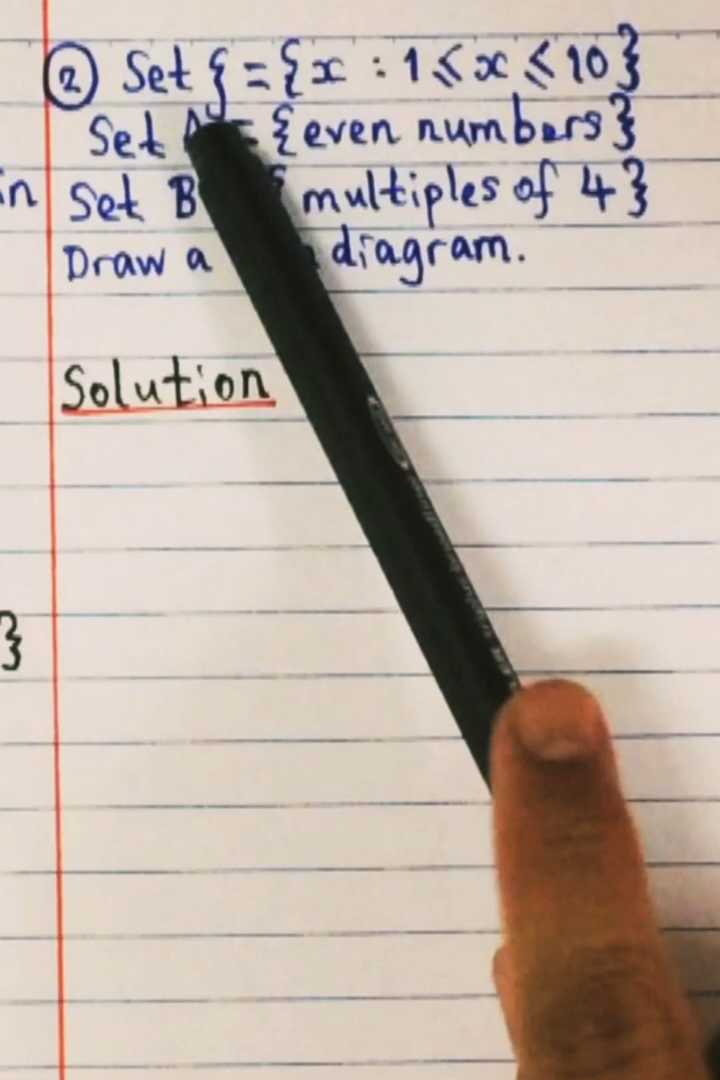 ② Set ξ = {x : 1 ≤ x ≤ 10}
Set A = {even numbers}
in
Set B { multiples of 4}
Draw a diagram.
Solution
}